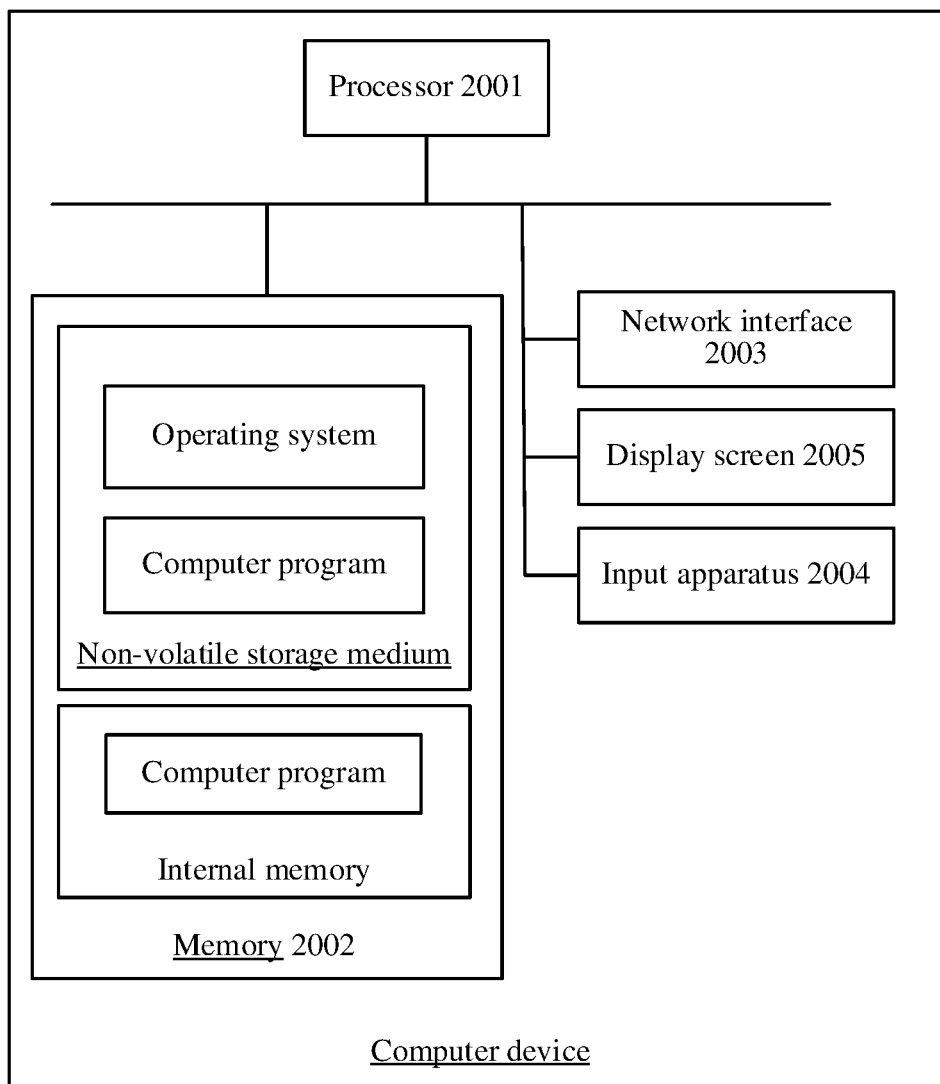 Processor 2001
Network interface
2003
Operating system
Display screen 2005
Computer program
Input apparatus 2004
Non-volatile storage medium
Computer program
Internal memory
Memory 2002
Computer device